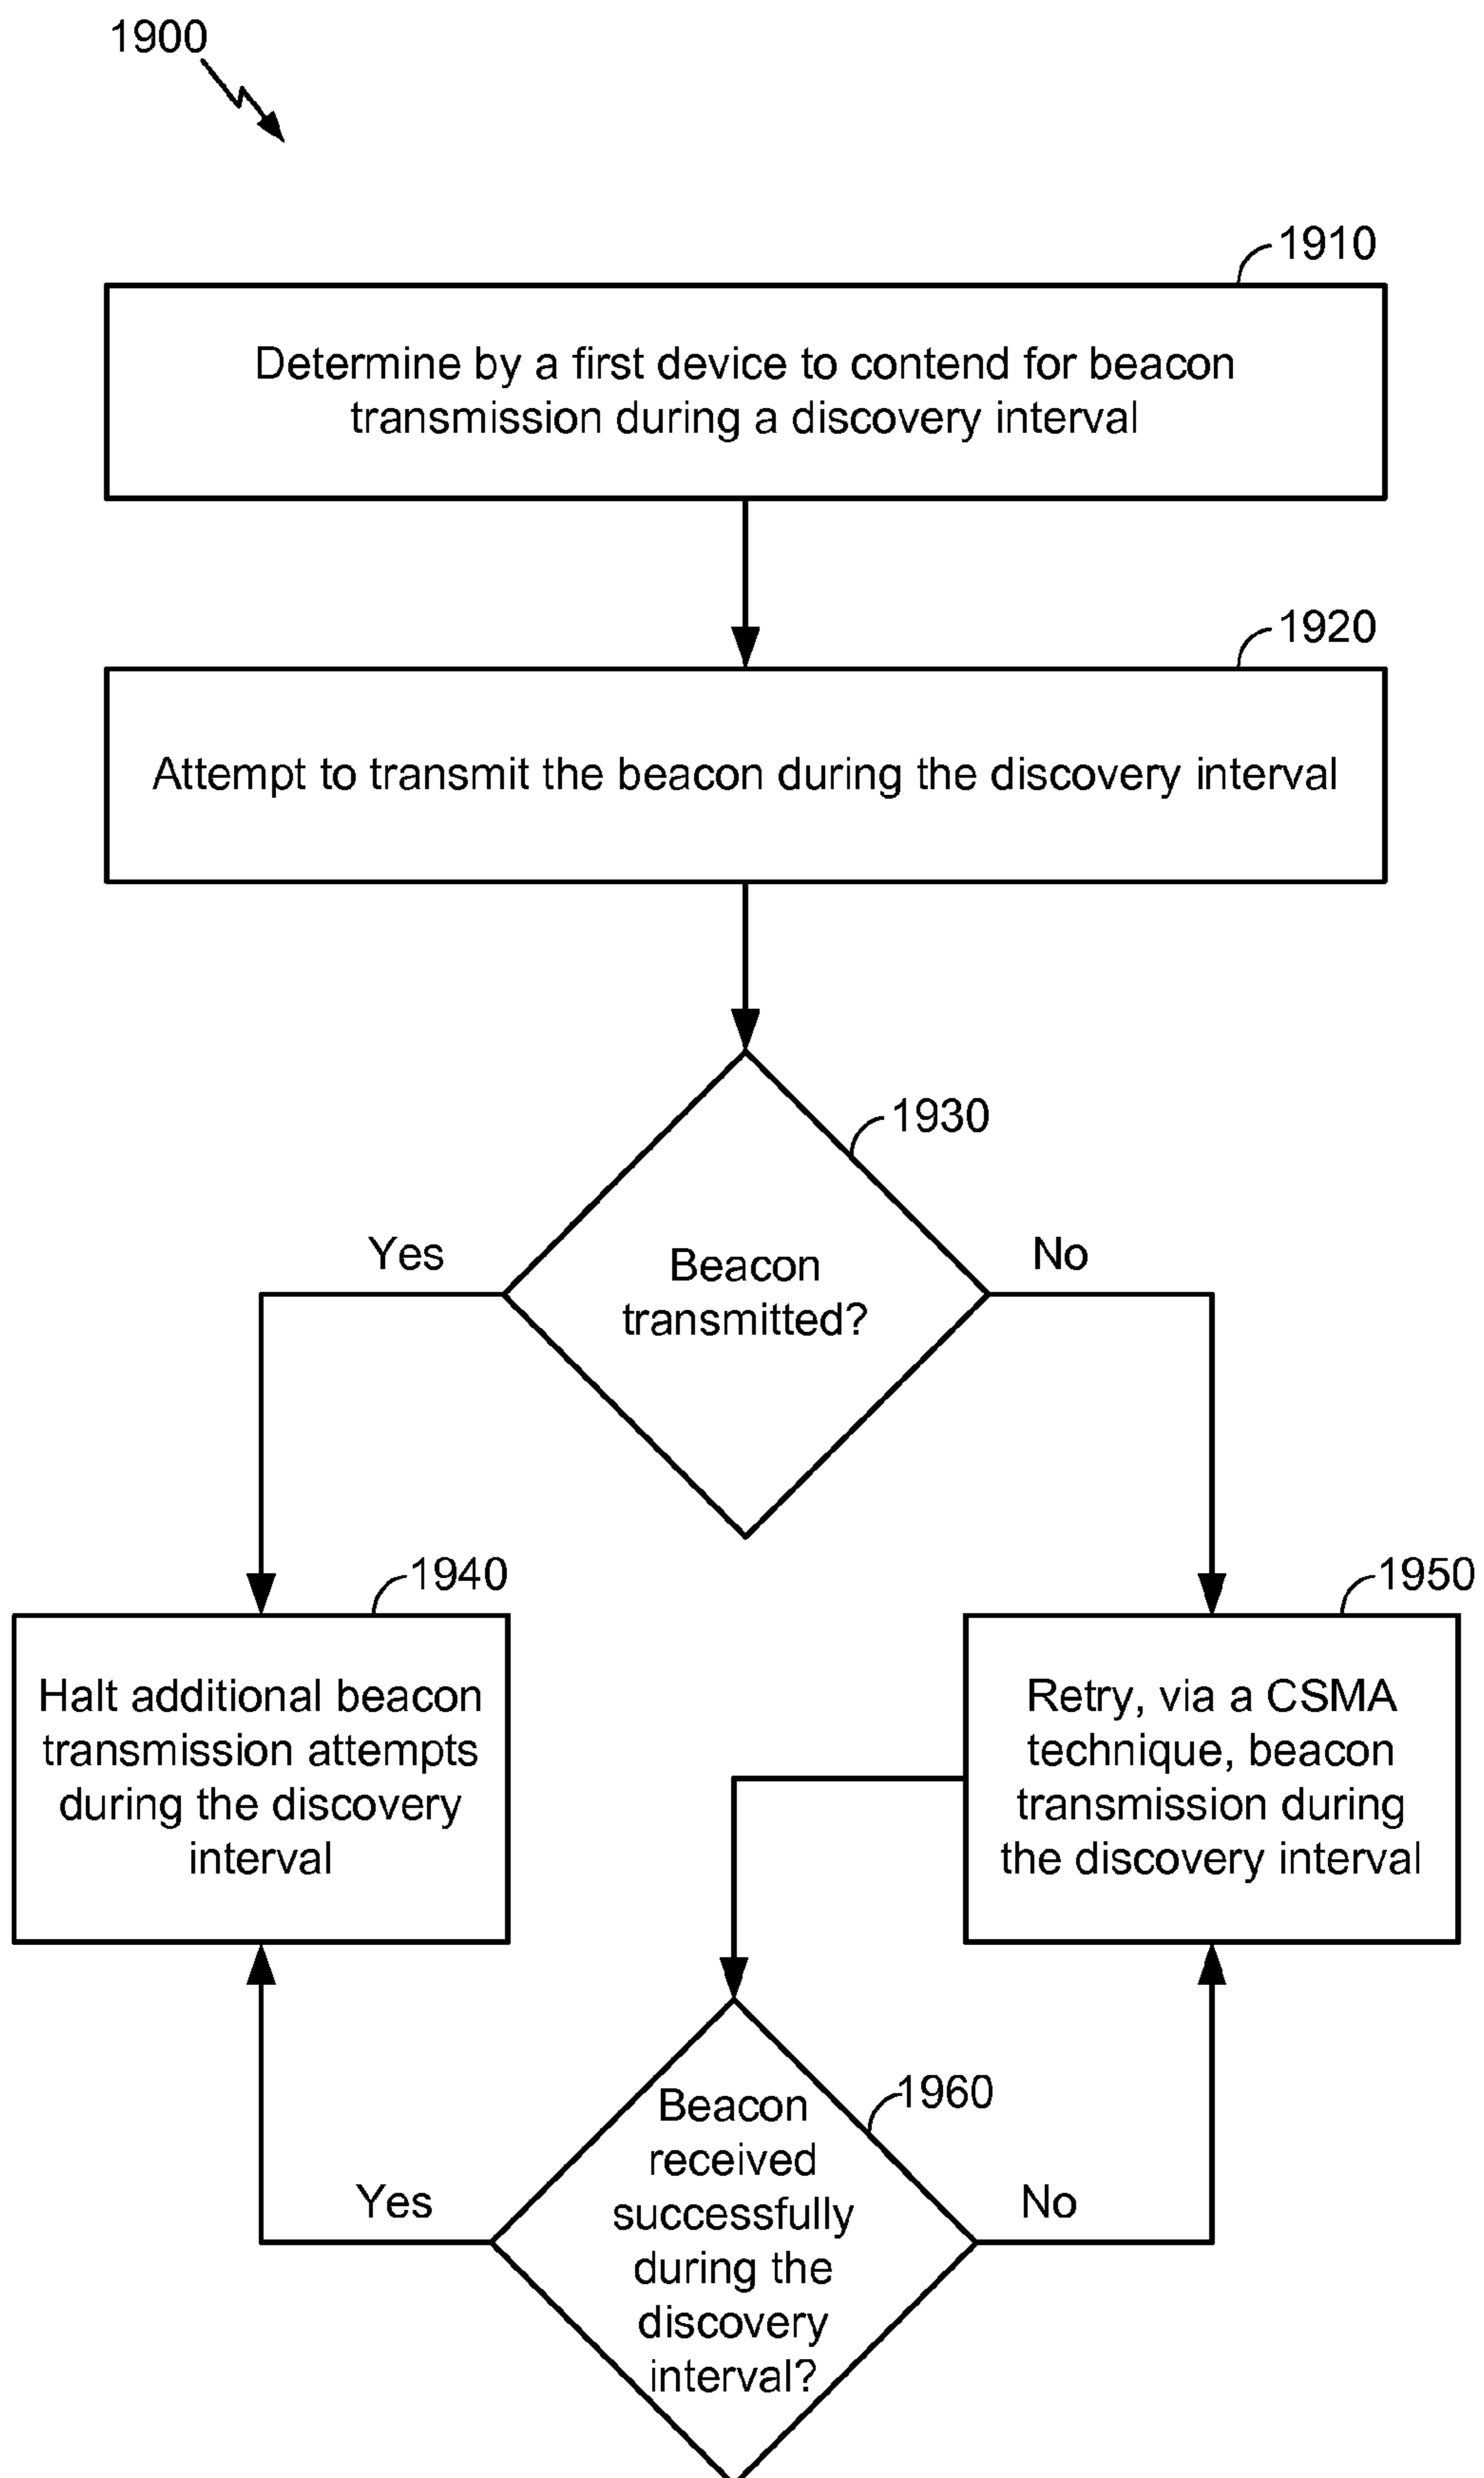 1900
1910
Determine by a first device to contend for beacon
transmission during a discovery interval
1920
Attempt to transmit the beacon during the discovery interval
1930
Yes
Beacon
transmitted?
No
1940
Halt additional beacon
transmission attempts
during the discovery
interval
1950
Retry, via a CSMA
technique, beacon
transmission during
the discovery interval
1960
Yes
Beacon
received
successfully
during the
discovery
interval?
No